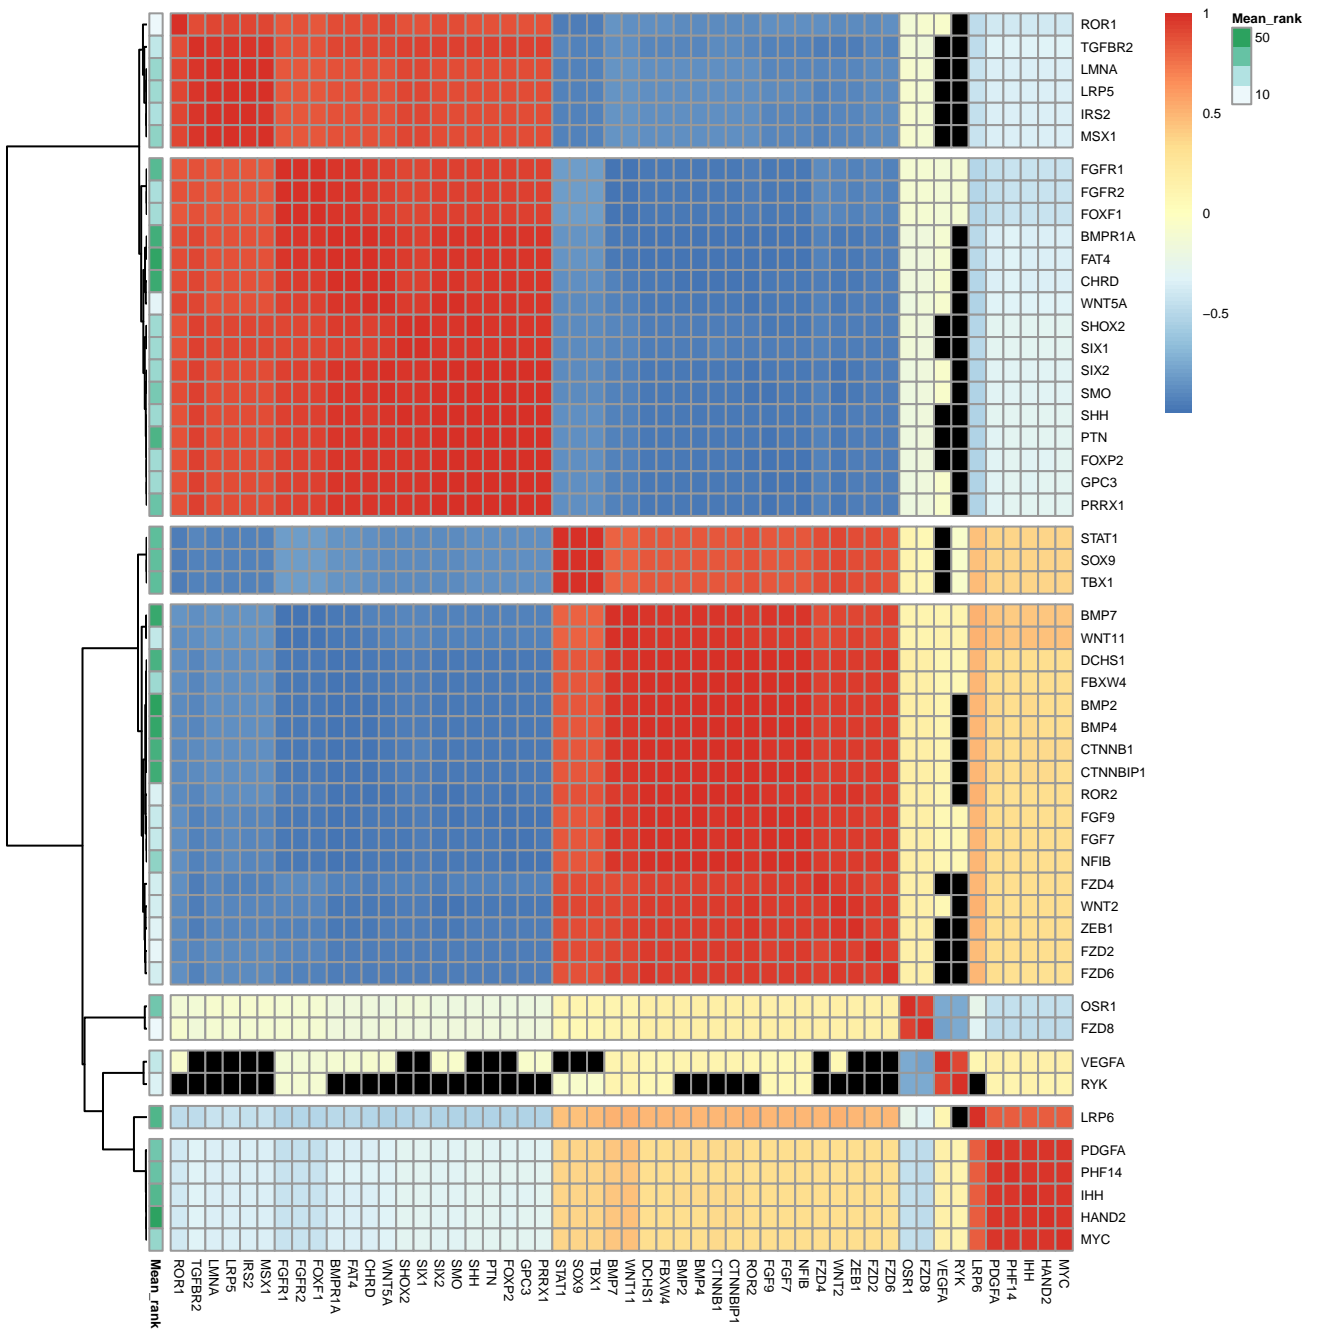 1
0.5
0
−0.5
Mean_rank
50
10
ROR1
TGFBR2
LMNA
LRP5
IRS2
MSX1
FGFR1
FGFR2
FOXF1
BMPR1A
FAT4
CHRD
WNT5A
SHOX2
SIX1
SIX2
SMO
SHH
PTN
FOXP2
GPC3
PRRX1
STAT1
SOX9
TBX1
BMP7
WNT11
DCHS1
FBXW4
BMP2
BMP4
CTNNB1
CTNNBIP1
ROR2
FGF9
FGF7
NFIB
FZD4
WNT2
ZEB1
FZD2
FZD6
OSR1
FZD8
VEGFA
RYK
LRP6
PDGFA
PHF14
IHH
HAND2
MYC
Mean_rank
ROR1
TGFBR2
LMNA
LRP5
IRS2
MSX1
FGFR1
FGFR2
FOXF1
BMPR1A
FAT4
CHRD
WNT5A
SHOX2
SIX1
SIX2
SMO
SHH
PTN
FOXP2
GPC3
PRRX1
STAT1
SOX9
TBX1
BMP7
WNT11
DCHS1
FBXW4
BMP2
BMP4
CTNNB1
CTNNBIP1
ROR2
FGF9
FGF7
NFIB
FZD4
WNT2
ZEB1
FZD2
FZD6
OSR1
FZD8
VEGFA
RYK
LRP6
PDGFA
PHF14
IHH
HAND2
MYC